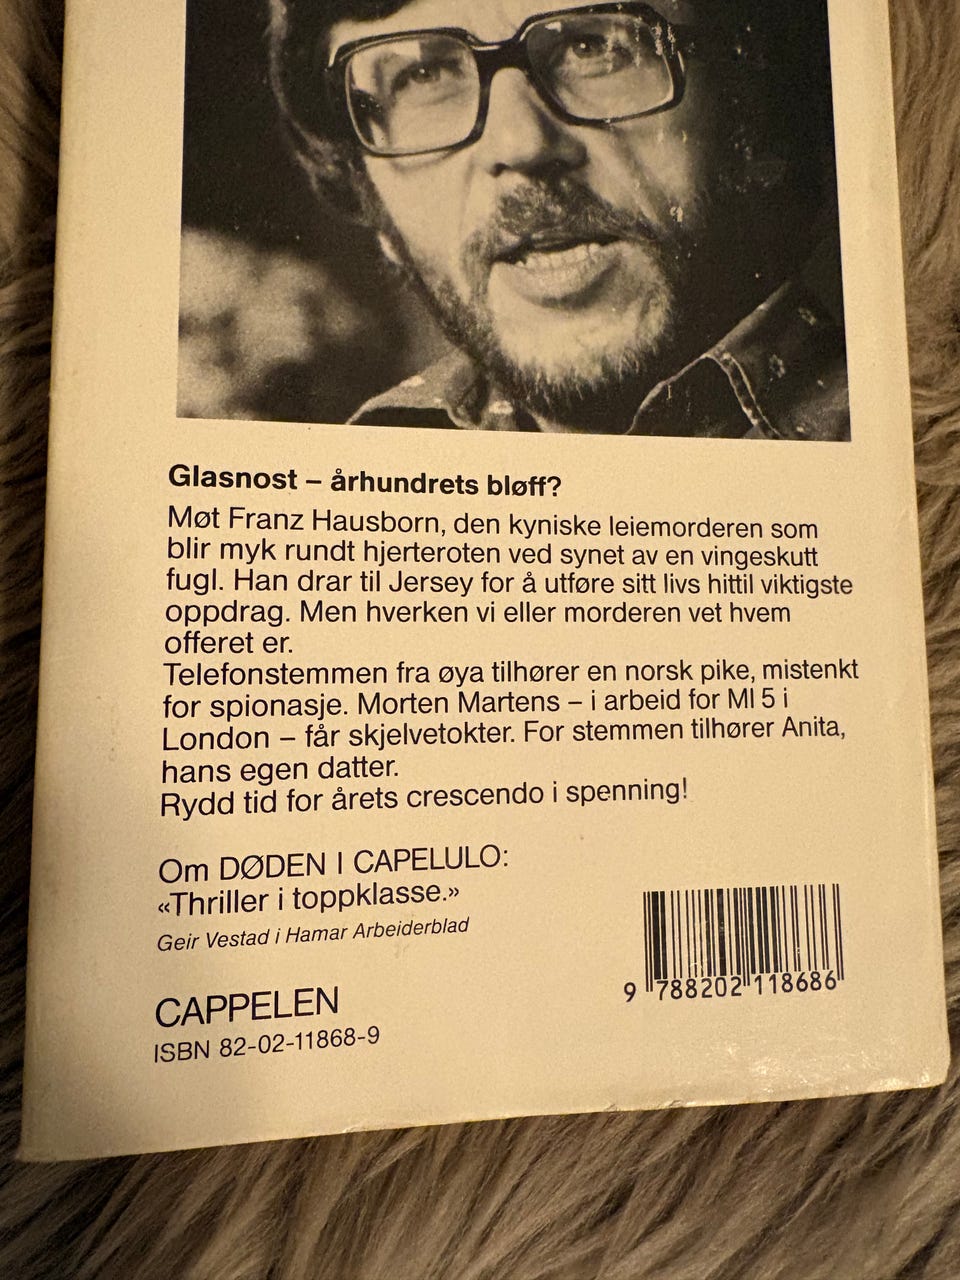 Glasnost – århundrets bløff?
Møt Franz Hausborn, den kyniske leiemorderen som
blir myk rundt hjerteroten ved synet av en vingeskutt
fugl. Han drar til Jersey for å utføre sitt livs hittil viktigste
oppdrag. Men hverken vi eller morderen vet hvem
offeret er.
Telefonstemmen fra øya tilhører en norsk pike, mistenkt
for spionasje. Morten Martens – i arbeid for MI 5 i
London – får skjelvetokter. For stemmen tilhører Anita,
hans egen datter.
Rydd tid for årets crescendo i spenning!
Om DØDEN I CAPELULO:
«Thriller i toppklasse.»
Geir Vestad i Hamar Arbeiderblad
CAPPELEN
ISBN 82-02-11868-9
9 788202 118686